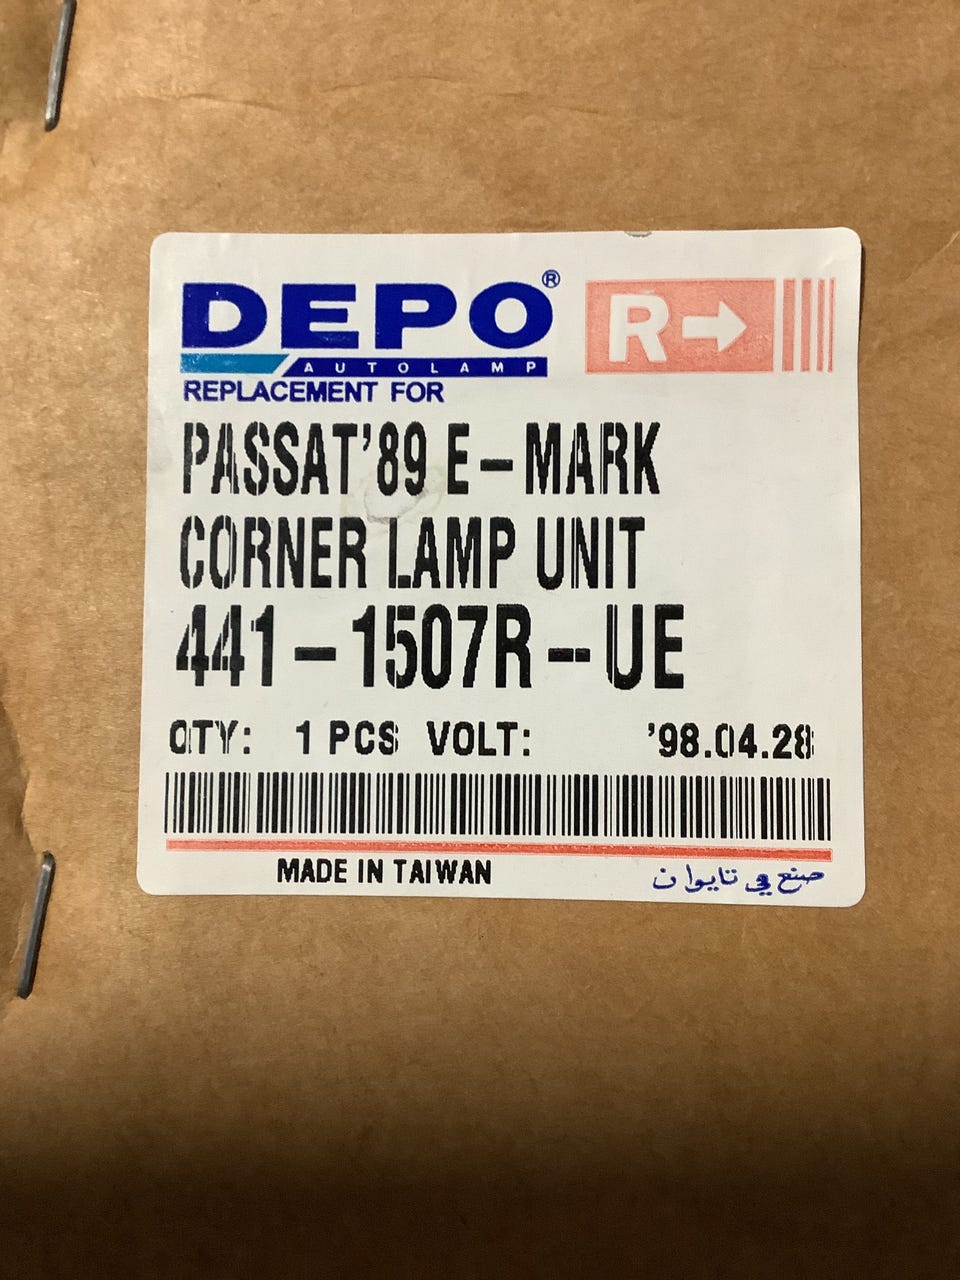 DEPO®
AUTOLAMP
R→
REPLACEMENT FOR
PASSAT'89 E-MARK
CORNER LAMP UNIT
441-1507R--UE
QTY: 1 PCS VOLT: '98.04.28
MADE IN TAIWAN صنع في تايوان